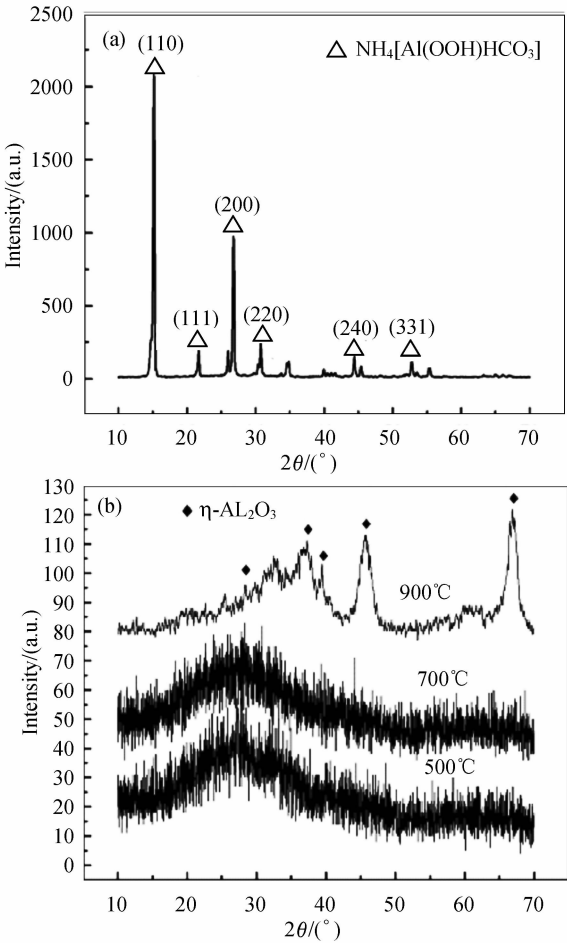 2500
(a)
(110)
△ NH₄[Al(OOH)HCO₃]
2000
1500
(200)
1000
500
(111)
(220)
(240)
(331)
0
Intensity/(a.u.)
10 20 30 40 50 60 70
2θ/(°)
130
(b)
◆ η-AL₂O₃
120
110
100
90
900℃
80
70
700℃
60
50
40
500℃
30
20
10
0
Intensity/(a.u.)
10 20 30 40 50 60 70
2θ/(°)